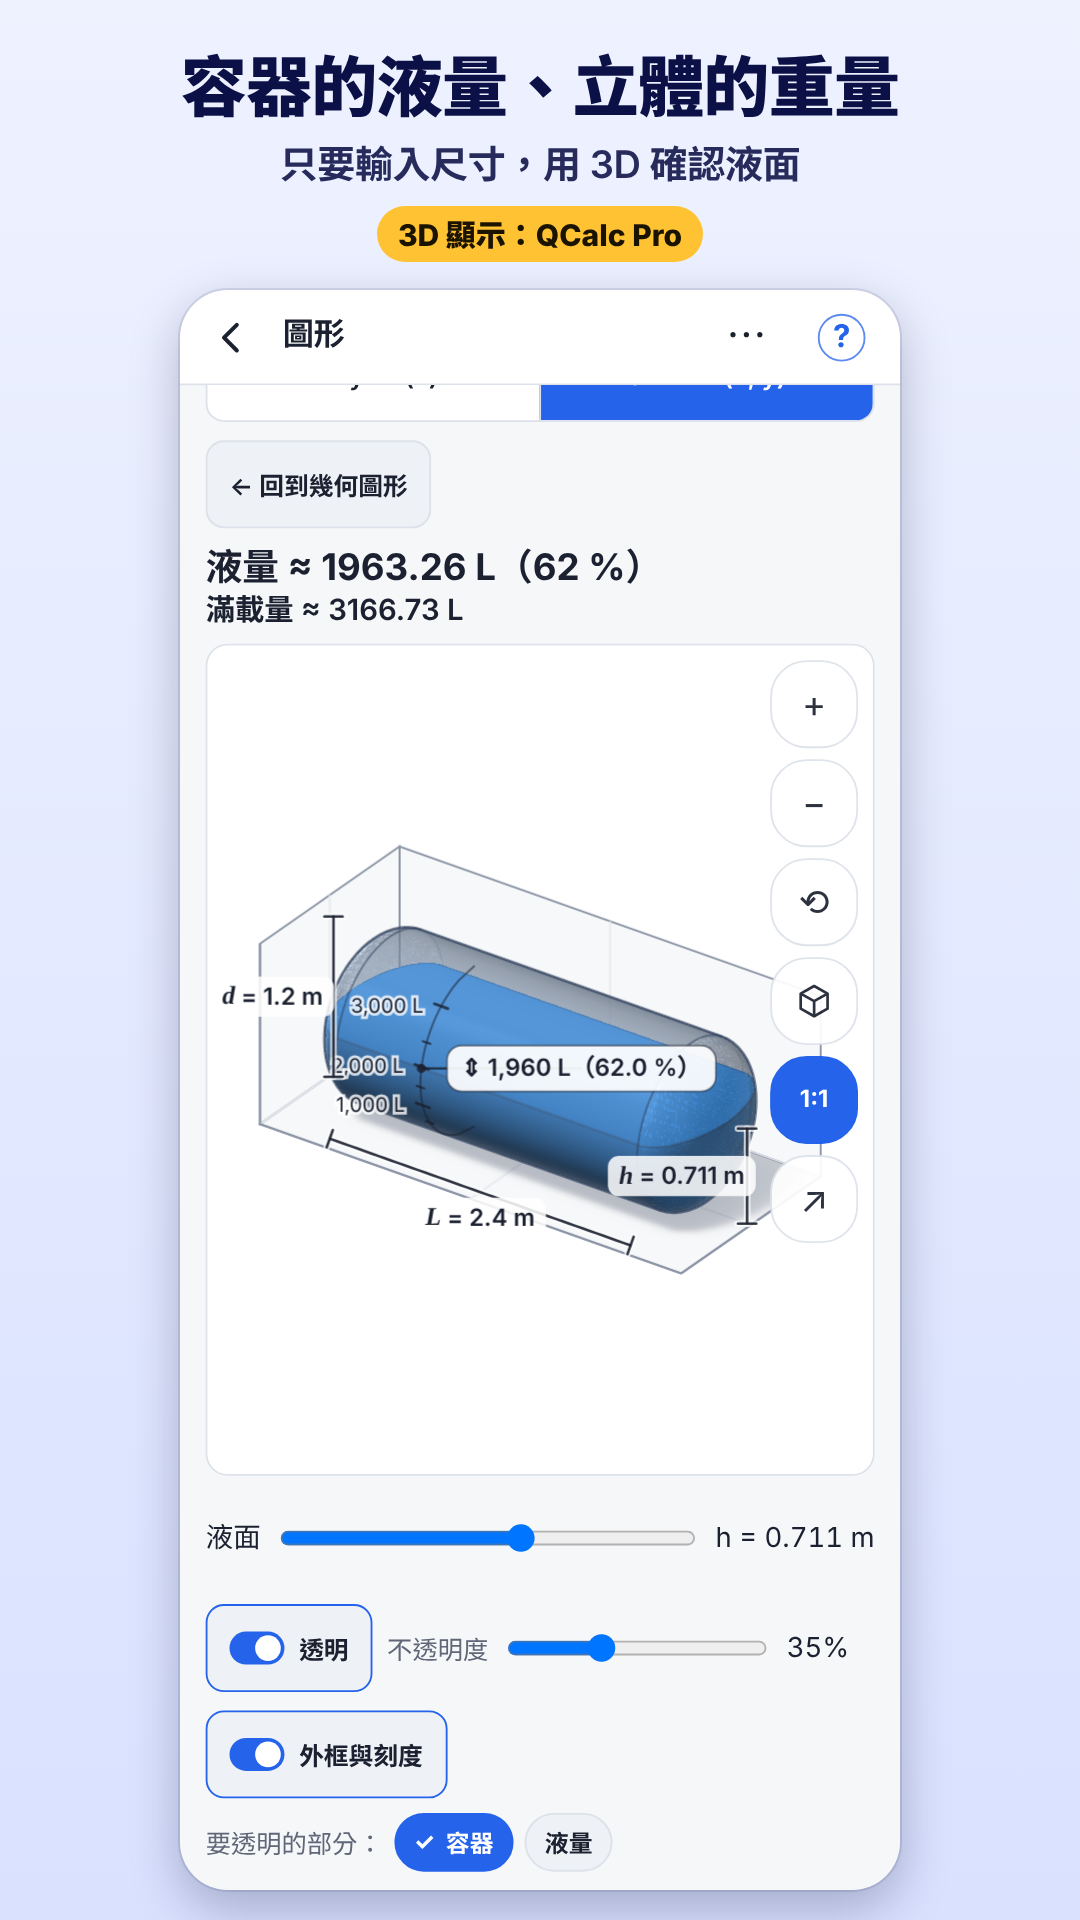 容器的液量、立體的重量
只要輸入尺寸，用 3D 確認液面
3D 顯示：QCalc Pro
圖形
···
?
← 回到幾何圖形
液量 ≈ 1963.26 L（62 %）
滿載量 ≈ 3166.73 L
+
−
d = 1.2 m
3,000 L
2,000 L
⇕ 1,960 L（62.0 %）
1:1
1,000 L
h = 0.711 m
L = 2.4 m
液面
h = 0.711 m
透明
不透明度
35%
外框與刻度
要透明的部分：
✓ 容器
液量